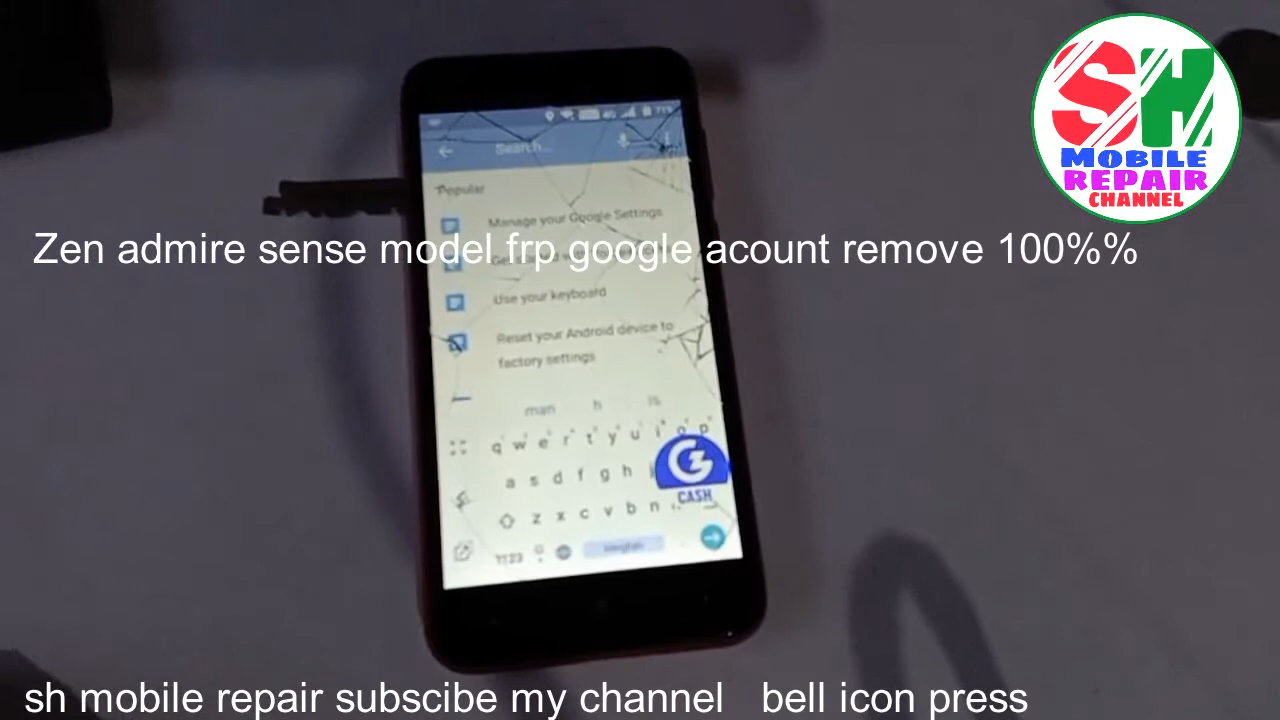 SH
MOBILE
REPAIR
CHANNEL
Search...
Popular
Manage your Google Settings
Zen admire sense model frp google acount remove 100%%
Use your keyboard
Reset your Android device to
factory settings
man h is
q w e r t y u i o p
a s d f g h
CASH
z x c v b n
sh mobile repair subscibe my channel bell icon press